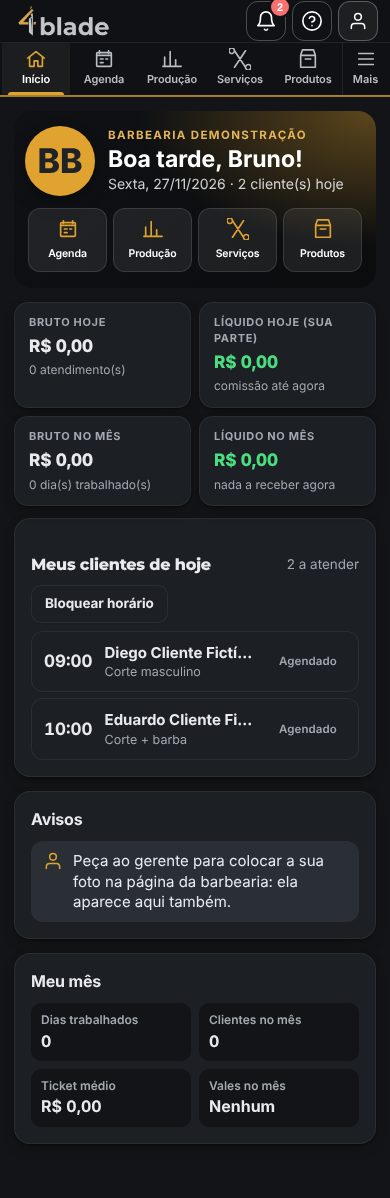 4blade
2
Início
Agenda
Produção
Serviços
Produtos
Mais
BARBEARIA DEMONSTRAÇÃO
BB
Boa tarde, Bruno!
Sexta, 27/11/2026 · 2 cliente(s) hoje
Agenda
Produção
Serviços
Produtos
BRUTO HOJE
R$ 0,00
0 atendimento(s)
LÍQUIDO HOJE (SUA
PARTE)
R$ 0,00
comissão até agora
BRUTO NO MÊS
R$ 0,00
0 dia(s) trabalhado(s)
LÍQUIDO NO MÊS
R$ 0,00
nada a receber agora
Meus clientes de hoje
2 a atender
Bloquear horário
09:00
Diego Cliente Fictí...
Corte masculino
Agendado
10:00
Eduardo Cliente Fi...
Corte + barba
Agendado
Avisos
Peça ao gerente para colocar a sua
foto na página da barbearia: ela
aparece aqui também.
Meu mês
Dias trabalhados
0
Clientes no mês
0
Ticket médio
R$ 0,00
Vales no mês
Nenhum